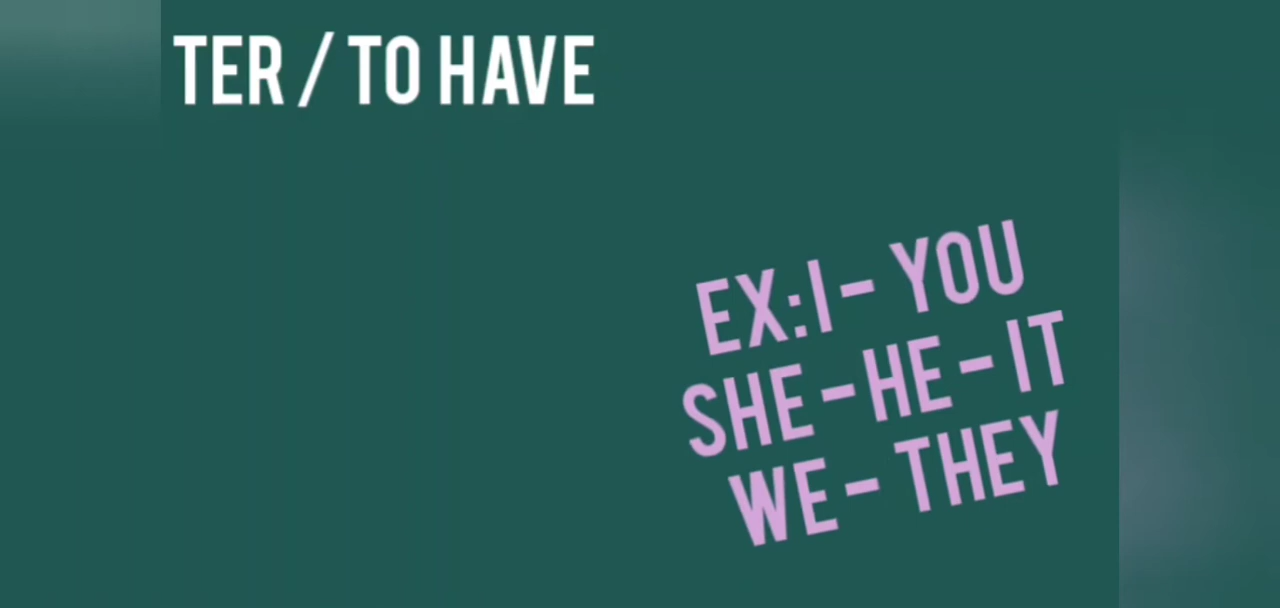 TER / TO HAVE
EX: I - YOU
SHE - HE - IT
WE - THEY